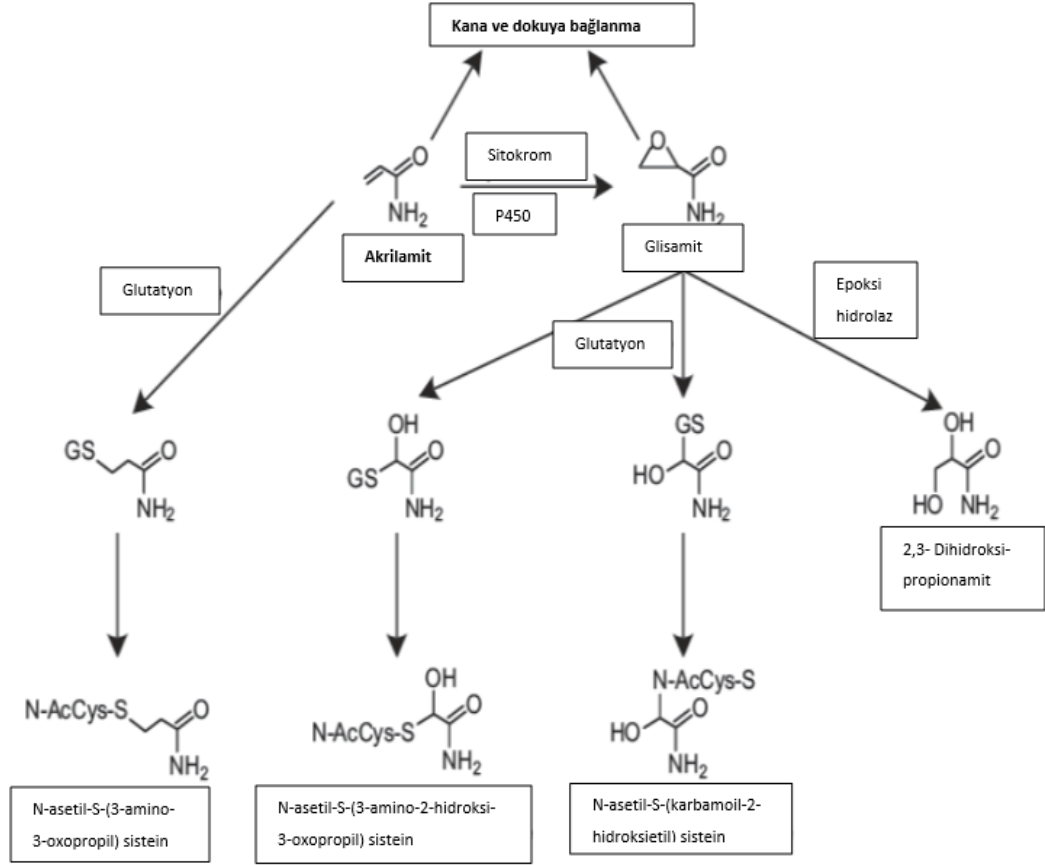 Kana ve dokuya bağlanma
O
O
NH2
Akrilamit
Sitokrom
P450
O
NH2
Glisamit
Glutatyon
Glutatyon
Epoksi
hidrolaz
GS
O
NH2
OH
O
GS
NH2
GS
O
HO
NH2
OH
O
HO NH2
2,3- Dihidroksi-
propionamit
N-AcCys-S
O
NH2
OH
O
N-AcCys-S
NH2
N-AcCys-S
O
HO
NH2
N-asetil-S-(3-amino-
3-oxopropil) sistein
N-asetil-S-(3-amino-2-hidroksi-
3-oxopropil) sistein
N-asetil-S-(karbamoil-2-
hidroksietil) sistein